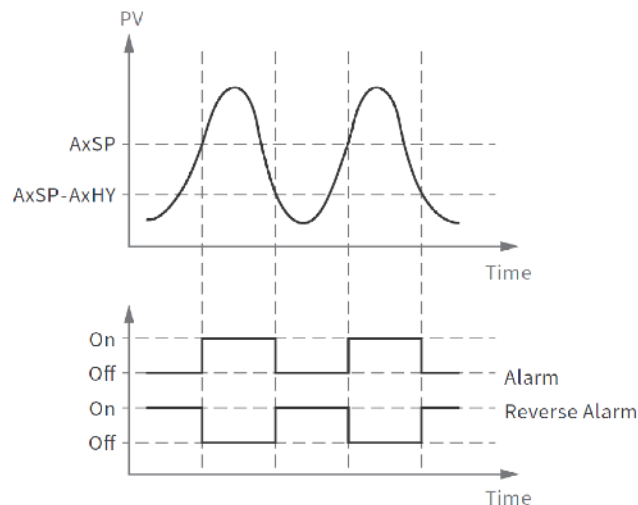 PV
AxSP
AxSP-AxHY
Time
On
Off
Alarm
On
Reverse Alarm
Off
Time